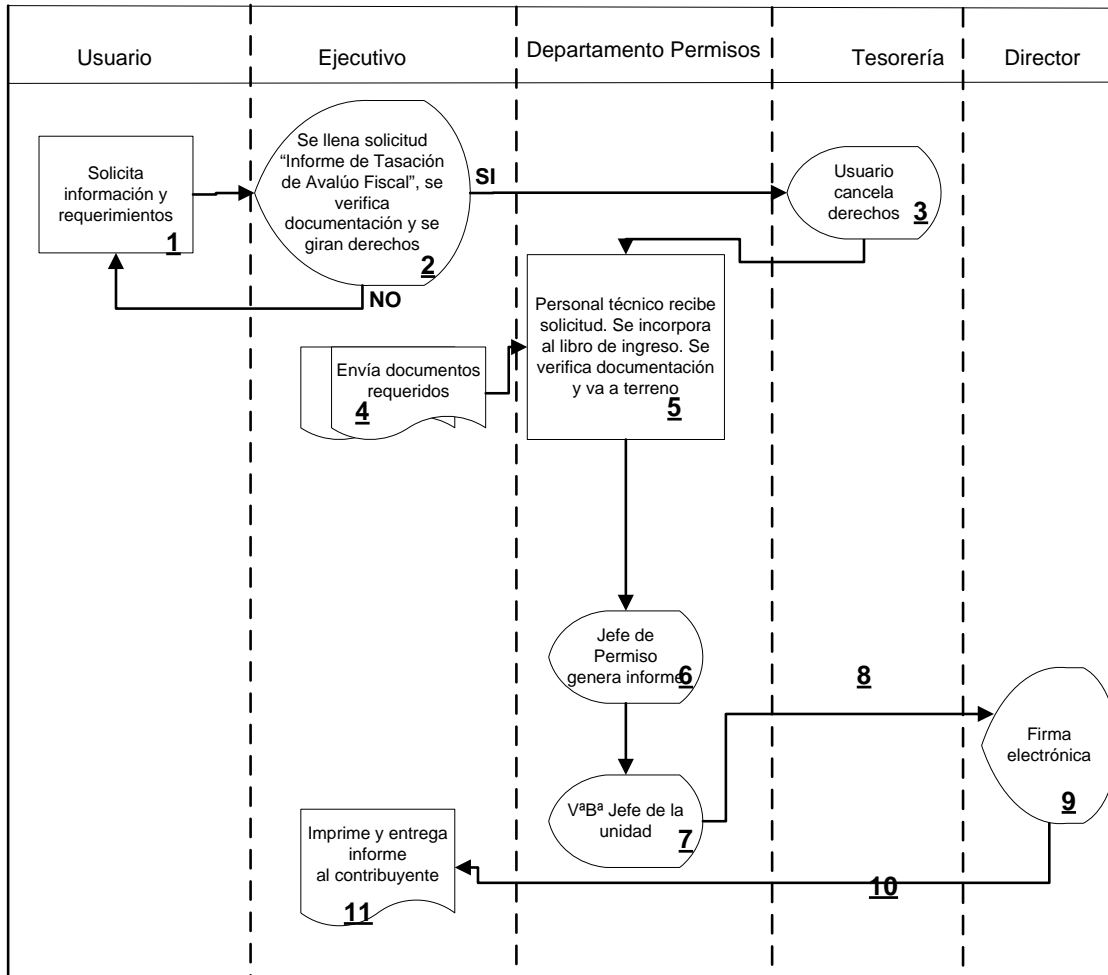 Usuario
Ejecutivo
Departamento Permisos
Tesorería
Director
Solicita
información y
requerimientos
1
Se llena solicitud
“Informe de Tasación
de Avalúo Fiscal”, se
verifica
documentación y se
giran derechos
2
SI
NO
Usuario
cancela
derechos
3
Envía documentos
requeridos
4
Personal técnico recibe
solicitud. Se incorpora
al libro de ingreso. Se
verifica documentación
y va a terreno
5
Jefe de
Permiso
genera informe
6
VªBª Jefe de la
unidad
7
8
Firma
electrónica
9
10
Imprime y entrega
informe
al contribuyente
11